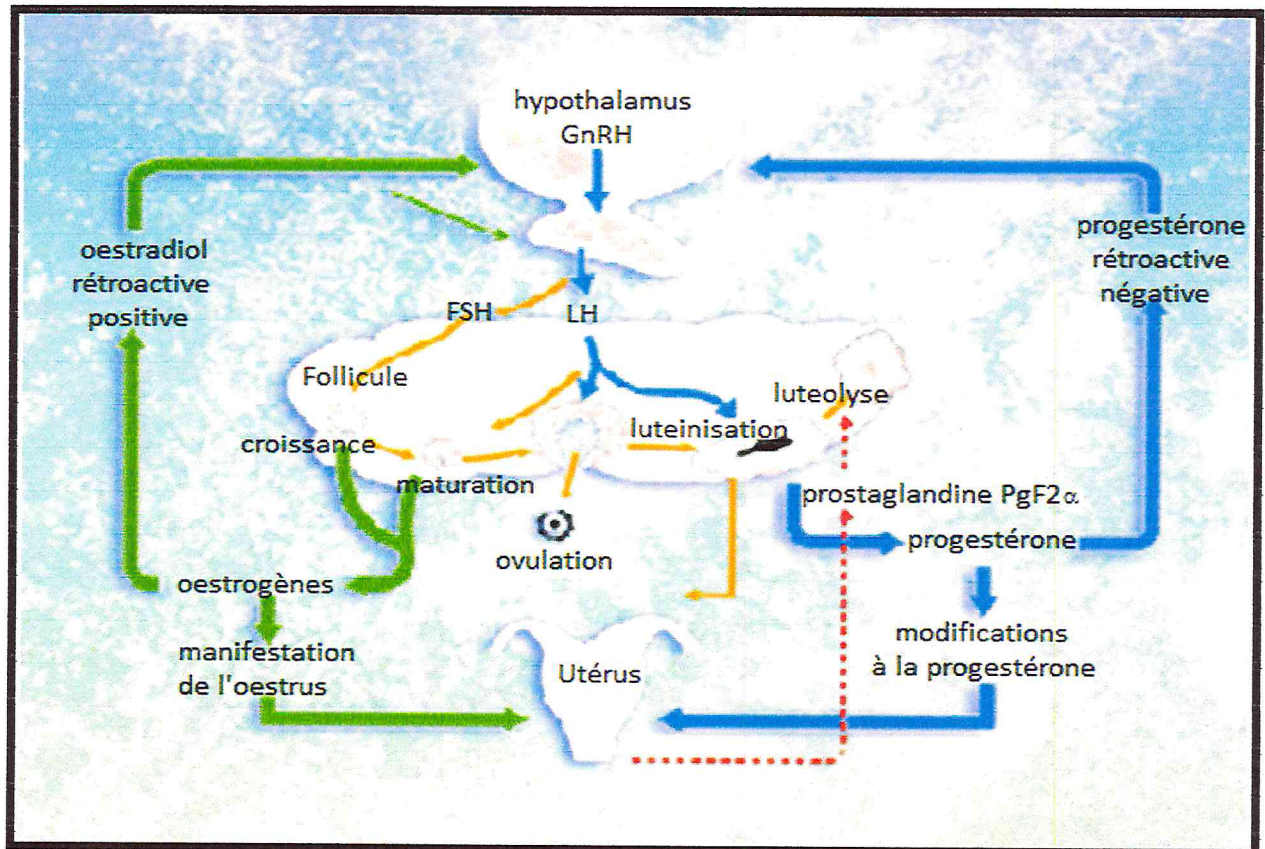 hypothalamus
GnRH
oestradiol
rétroactive
positive
progestérone
rétroactive
négative
FSH
LH
Follicule
luteolyse
croissance
luteinisation
maturation
prostaglandine PgF2α
ovulation
progestérone
oestrogènes
manifestation
de l'oestrus
Utérus
modifications
à la progestérone